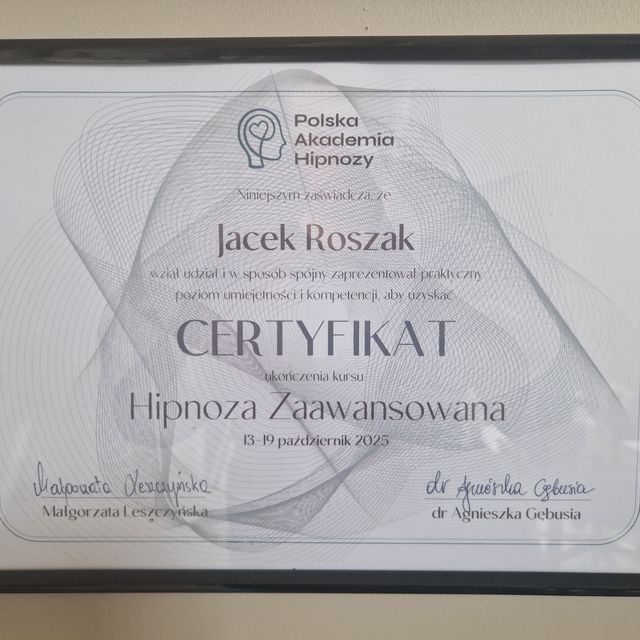 Polska
Akademia
Hipnozy
Niniejszym zaświadcza, że
Jacek Roszak
wziął udział i w sposób spójny zaprezentował praktyczny
poziom umiejętności i kompetencji, aby uzyskać
CERTYFIKAT
ukończenia kursu
Hipnoza Zaawansowana
13-19 październik 2025
Małgorzata Leszczyńska
dr Agnieszka Gębusia
Małgorzata Leszczyńska
dr Agnieszka Gębusia